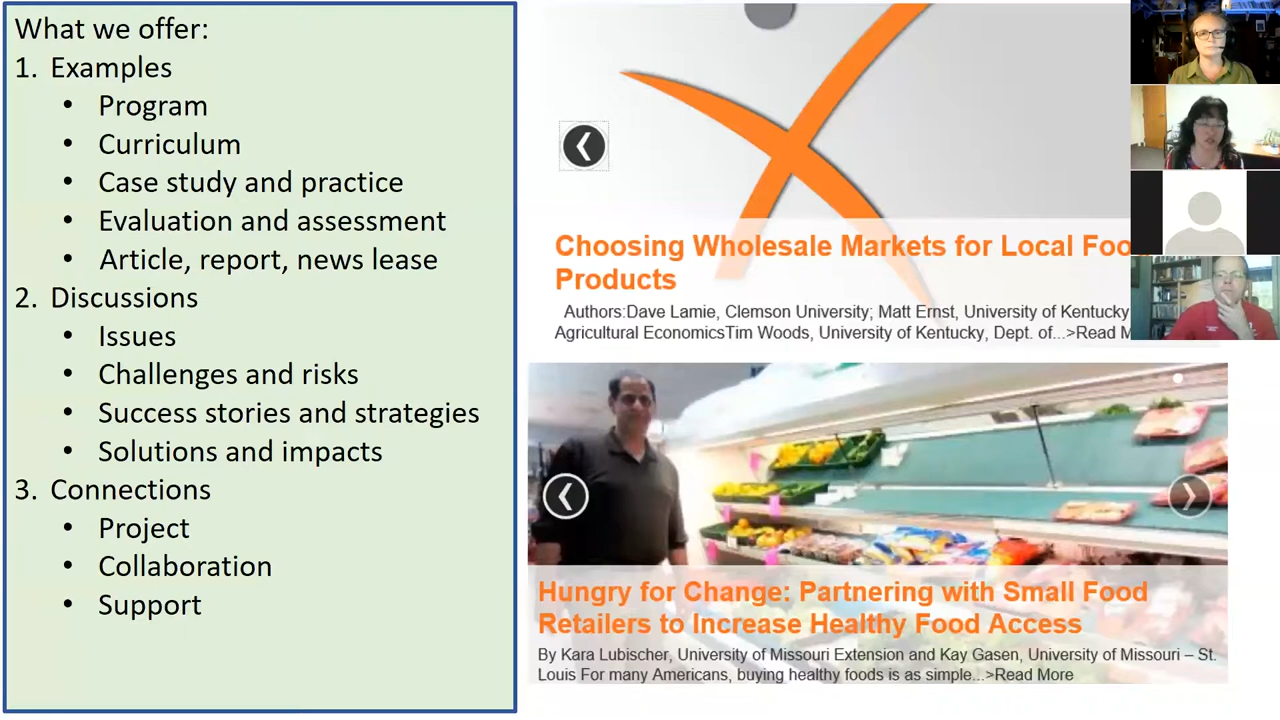 What we offer:
1. Examples
• Program
• Curriculum
• Case study and practice
• Evaluation and assessment
• Article, report, news lease
2. Discussions
• Issues
• Challenges and risks
• Success stories and strategies
• Solutions and impacts
3. Connections
• Project
• Collaboration
• Support
Choosing Wholesale Markets for Local Foo
Products
Authors:Dave Lamie, Clemson University; Matt Ernst, University of Kentucky
Agricultural EconomicsTim Woods, University of Kentucky, Dept. of...>Read M
Hungry for Change: Partnering with Small Food
Retailers to Increase Healthy Food Access
By Kara Lubischer, University of Missouri Extension and Kay Gasen, University of Missouri – St.
Louis For many Americans, buying healthy foods is as simple...>Read More